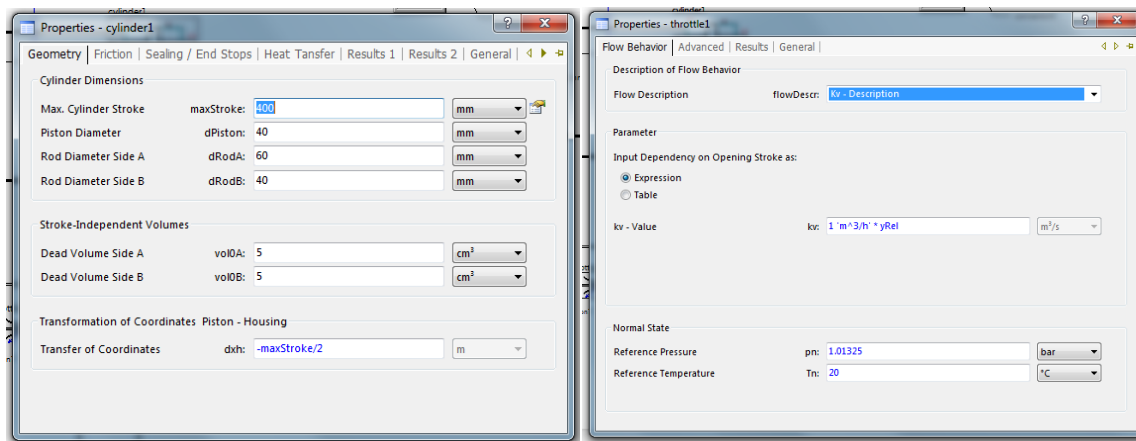 cylinder1
Properties - cylinder1
Geometry | Friction | Sealing / End Stops | Heat Transfer | Results 1 | Results 2 | General |
Cylinder Dimensions
Max. Cylinder Stroke maxStroke: 400 mm
Piston Diameter dPiston: 40 mm
Rod Diameter Side A dRodA: 60 mm
Rod Diameter Side B dRodB: 40 mm
Stroke-Independent Volumes
Dead Volume Side A vol0A: 5 cm³
Dead Volume Side B vol0B: 5 cm³
Transformation of Coordinates Piston - Housing
Transfer of Coordinates dxh: -maxStroke/2 m
Properties - throttle1
Flow Behavior | Advanced | Results | General |
Description of Flow Behavior
Flow Description flowDescr: Kv - Description
Parameter
Input Dependency on Opening Stroke as:
Expression
Table
kv - Value kv: 1 'm^3/h' * yRel m³/s
Normal State
Reference Pressure pn: 1.01325 bar
Reference Temperature Tn: 20 °C